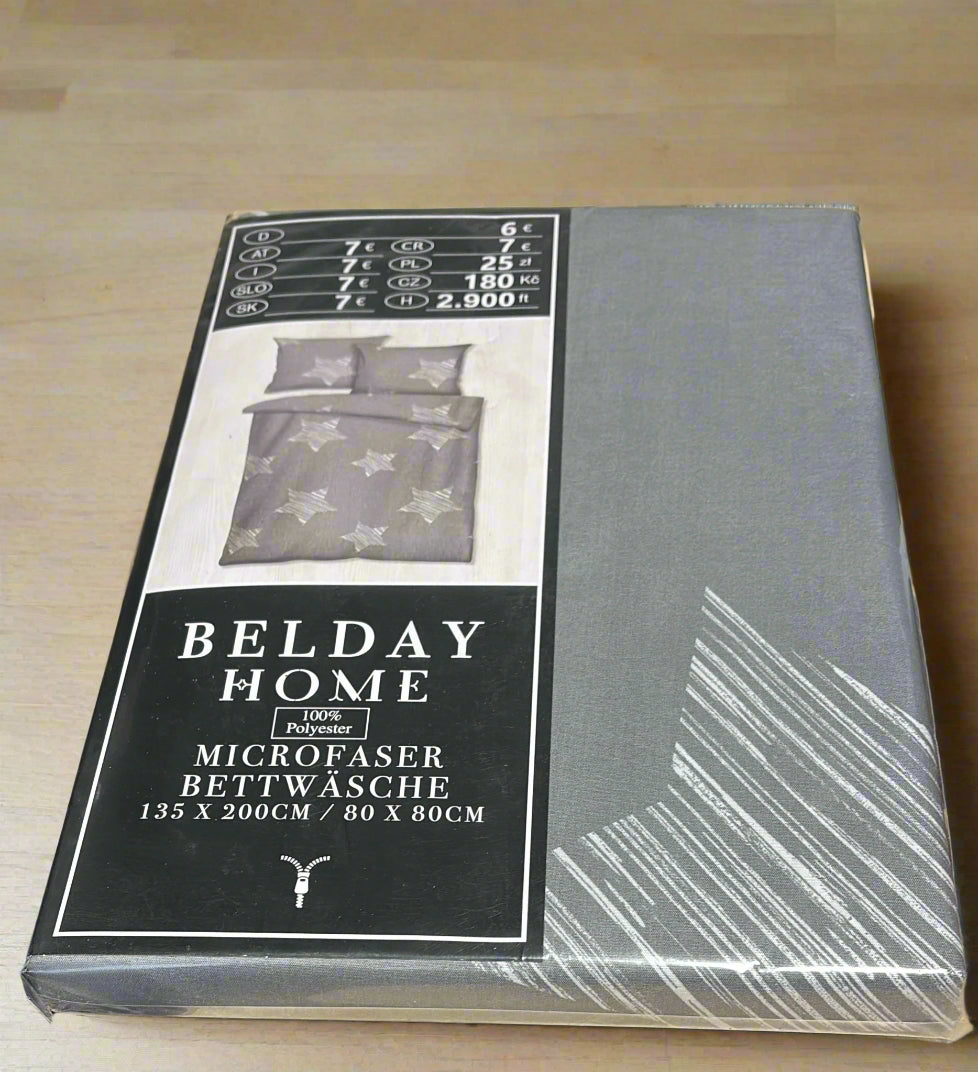 D 6 €
AT 7 € CR 7 €
I 7 € PL 25 zł
SLO 7 € CZ 180 Kč
SK 7 € H 2.900 ft
BELDAY
HOME
100%
Polyester
MICROFASER
BETTWÄSCHE
135 X 200CM / 80 X 80CM